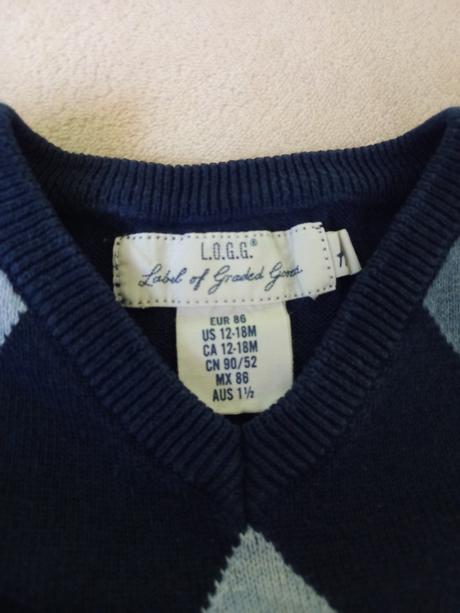 L.O.G.G.®
Label of Graded Goods
EUR 86
US 12-18M
CA 12-18M
CN 90/52
MX 86
AUS 1½